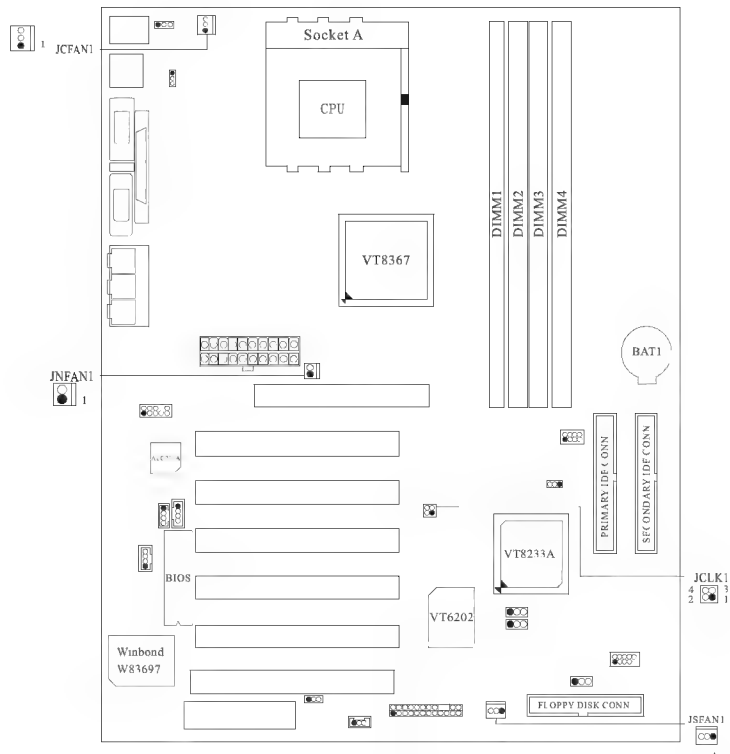 1
JCFAN1
Socket A
CPU
DIMM1
DIMM2
DIMM3
DIMM4
VT8367
BAT1
JNFAN1
1
PRIMARY IDE CONN
SECONDARY IDE CONN
VT8233A
BIOS
JCLK1
4 3
2 1
VT6202
Winbond
W83697
FLOPPY DISK CONN
JSFAN1